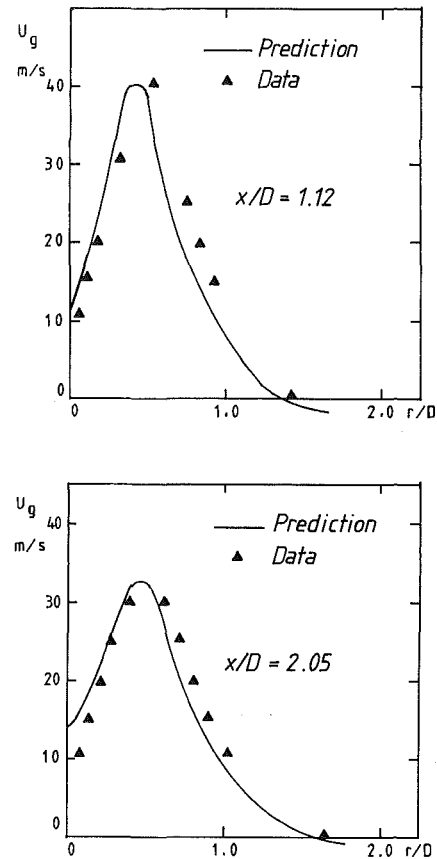 U_g
m/s
Prediction
Data
40
30
x/D = 1.12
20
10
0
0 1.0 2.0 r/D
U_g
m/s
Prediction
Data
40
30
x/D = 2.05
20
10
0
0 1.0 2.0 r/D